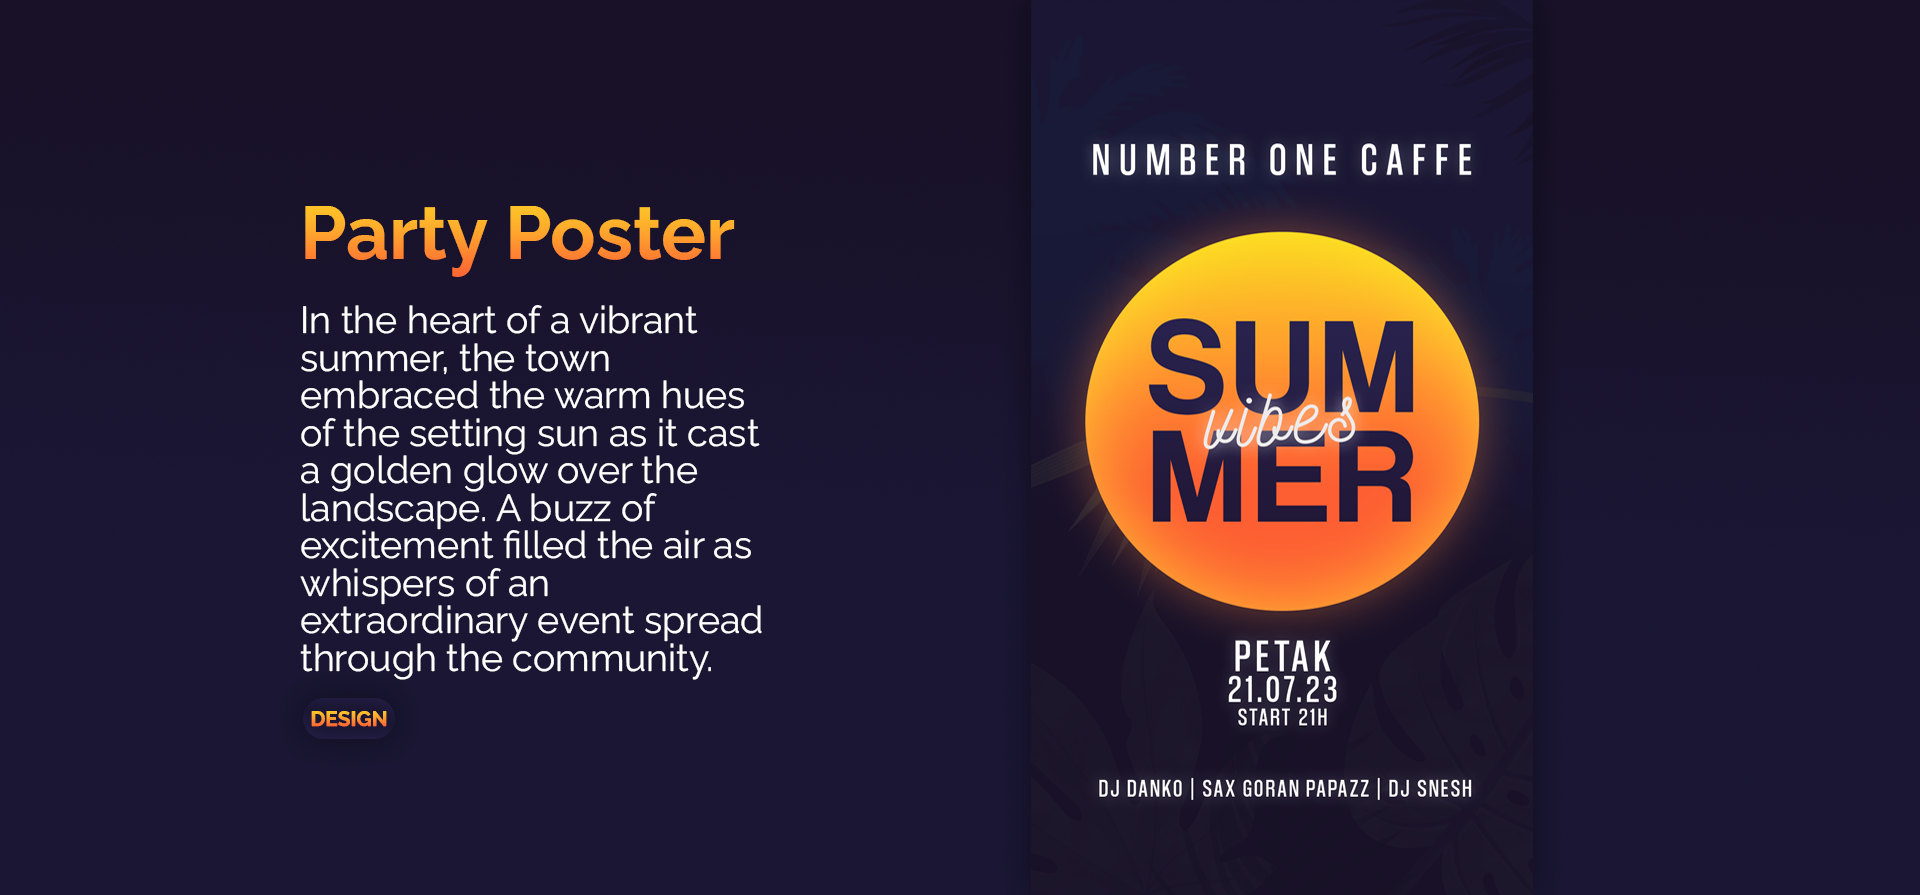 Party Poster
In the heart of a vibrant
summer, the town
embraced the warm hues
of the setting sun as it cast
a golden glow over the
landscape. A buzz of
excitement filled the air as
whispers of an
extraordinary event spread
through the community.
DESIGN
NUMBER ONE CAFFE
SUM
vibes
MER
PETAK
21.07.23
START 21H
DJ DANKO | SAX GORAN PAPAZZ | DJ SNESH